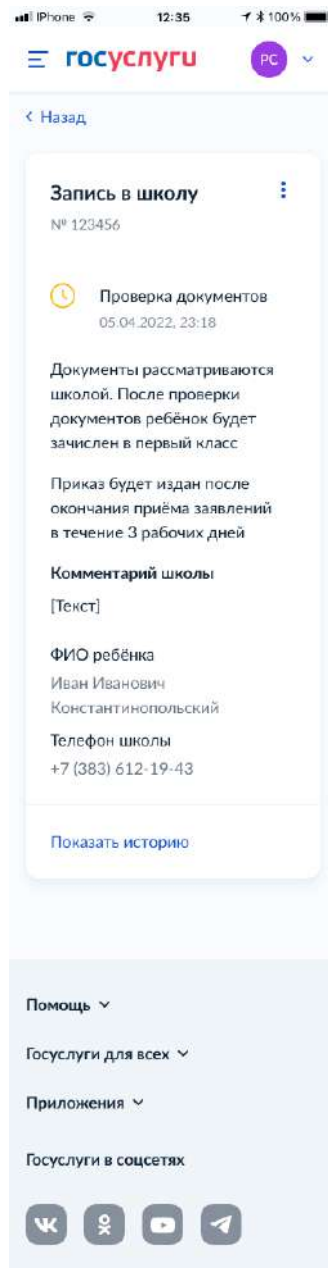 iPhone 12:35 100%
госуслуги РС
Назад
Запись в школу
№ 123456
Проверка документов
05.04.2022, 23:18
Документы рассматриваются
школой. После проверки
документов ребёнок будет
зачислен в первый класс
Приказ будет издан после
окончания приёма заявлений
в течение 3 рабочих дней
Комментарий школы
[Текст]
ФИО ребёнка
Иван Иванович
Константинопольский
Телефон школы
+7 (383) 612-19-43
Показать историю
Помощь
Госуслуги для всех
Приложения
Госуслуги в соцсетях